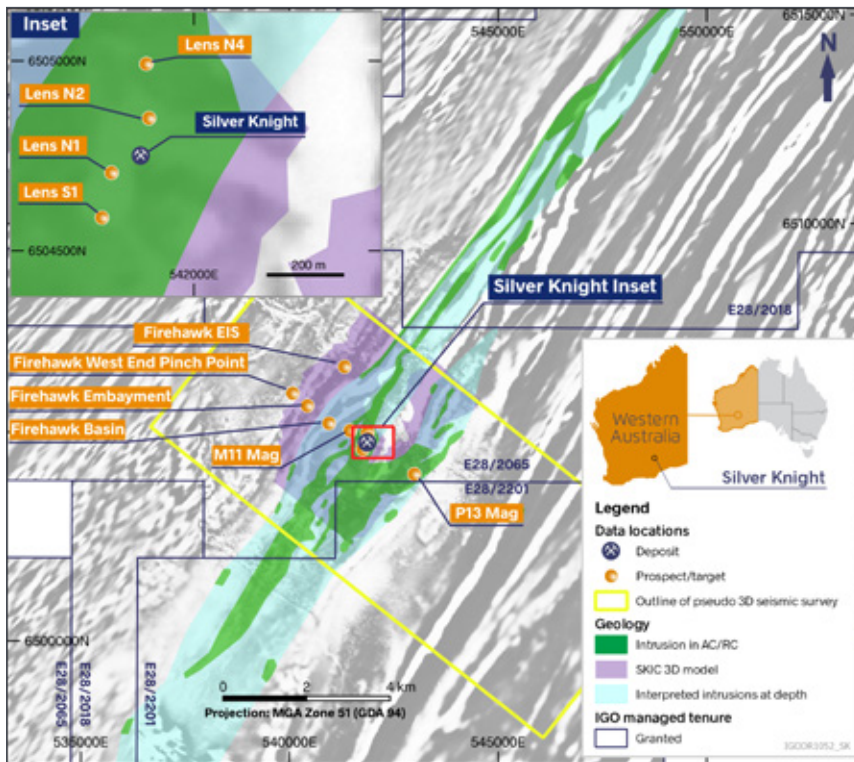 Inset
6505000N
6504500N
542000E
200 m
Lens N4
Lens N2
Silver Knight
Lens N1
Lens S1
545000E
550000E
6515000N
N
6510000N
Silver Knight Inset
E28/2018
Firehawk EIS
Firehawk West End Pinch Point
Firehawk Embayment
Firehawk Basin
M11 Mag
E28/2065
E28/2201
P13 Mag
6500000N
E28/2065
E28/2018
E28/2201
0 2 4 km
Projection: MGA Zone 51 (GDA 94)
535000E
540000E
545000E
Western
Australia
Silver Knight
Legend
Data locations
Deposit
Prospect/target
Outline of pseudo 3D seismic survey
Geology
Intrusion in AC/RC
SKIC 3D model
Interpreted intrusions at depth
IGO managed tenure
Granted
IGODR1052_SK